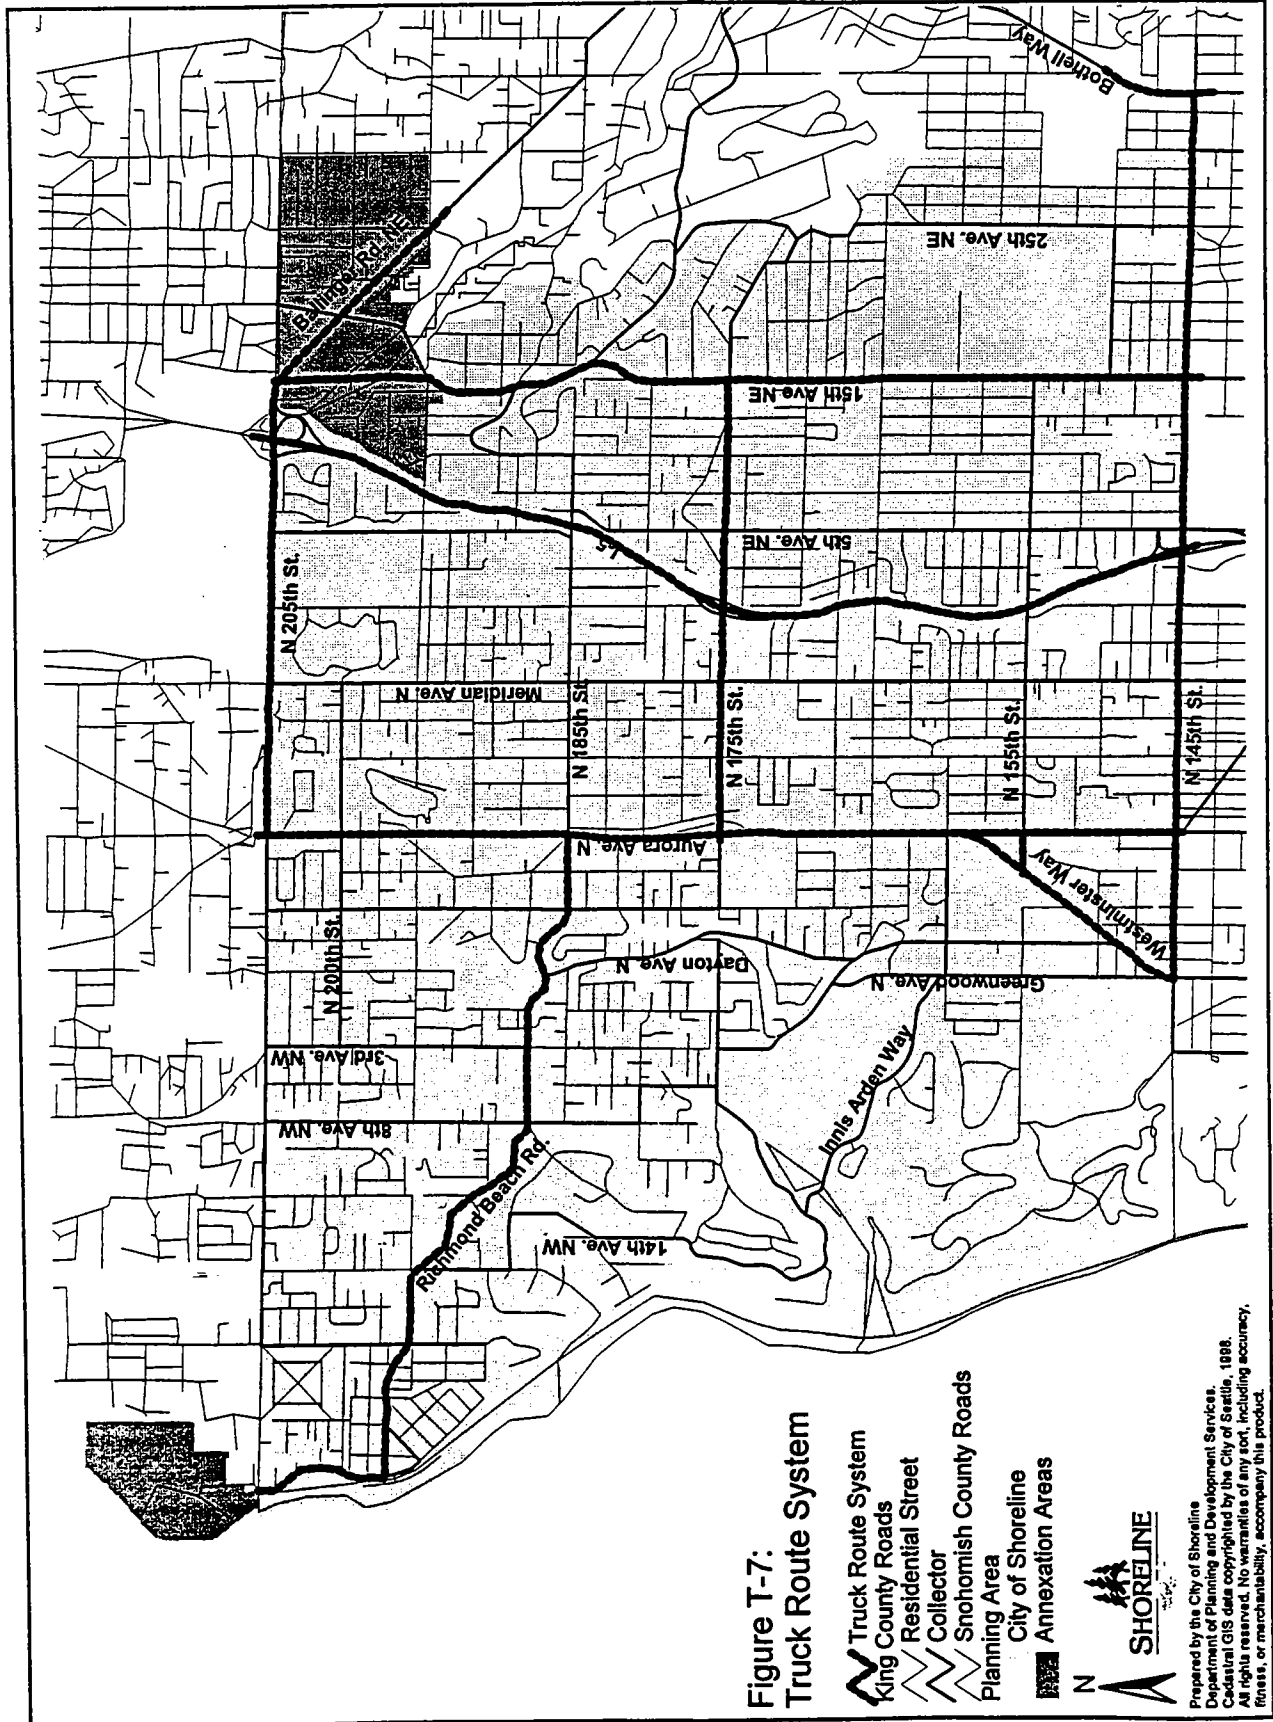 Bothell Way
Ballinger Rd. NE
25th Ave. NE
15th Ave NE
5th Ave. NE
I-5
N 205th St.
Meridian Ave. N
N 185th St.
N 175th St.
N 155th St.
N 145th St.
Aurora Ave. N
Westminster Way
N 200th St.
Dayton Ave N
Greenwood Ave. N
3rd Ave. NW
Innis Arden Way
8th Ave. NW
Richmond Beach Rd.
14th Ave. NW
Figure T-7:
Truck Route System
Truck Route System
King County Roads
Residential Street
Collector
Snohomish County Roads
Planning Area
City of Shoreline
Annexation Areas
N
SHORELINE
Prepared by the City of Shoreline
Department of Planning and Development Services.
Cadastral GIS data copyrighted by the City of Seattle, 1998.
All rights reserved. No warranties of any sort, including accuracy,
fitness, or merchantability, accompany this product.